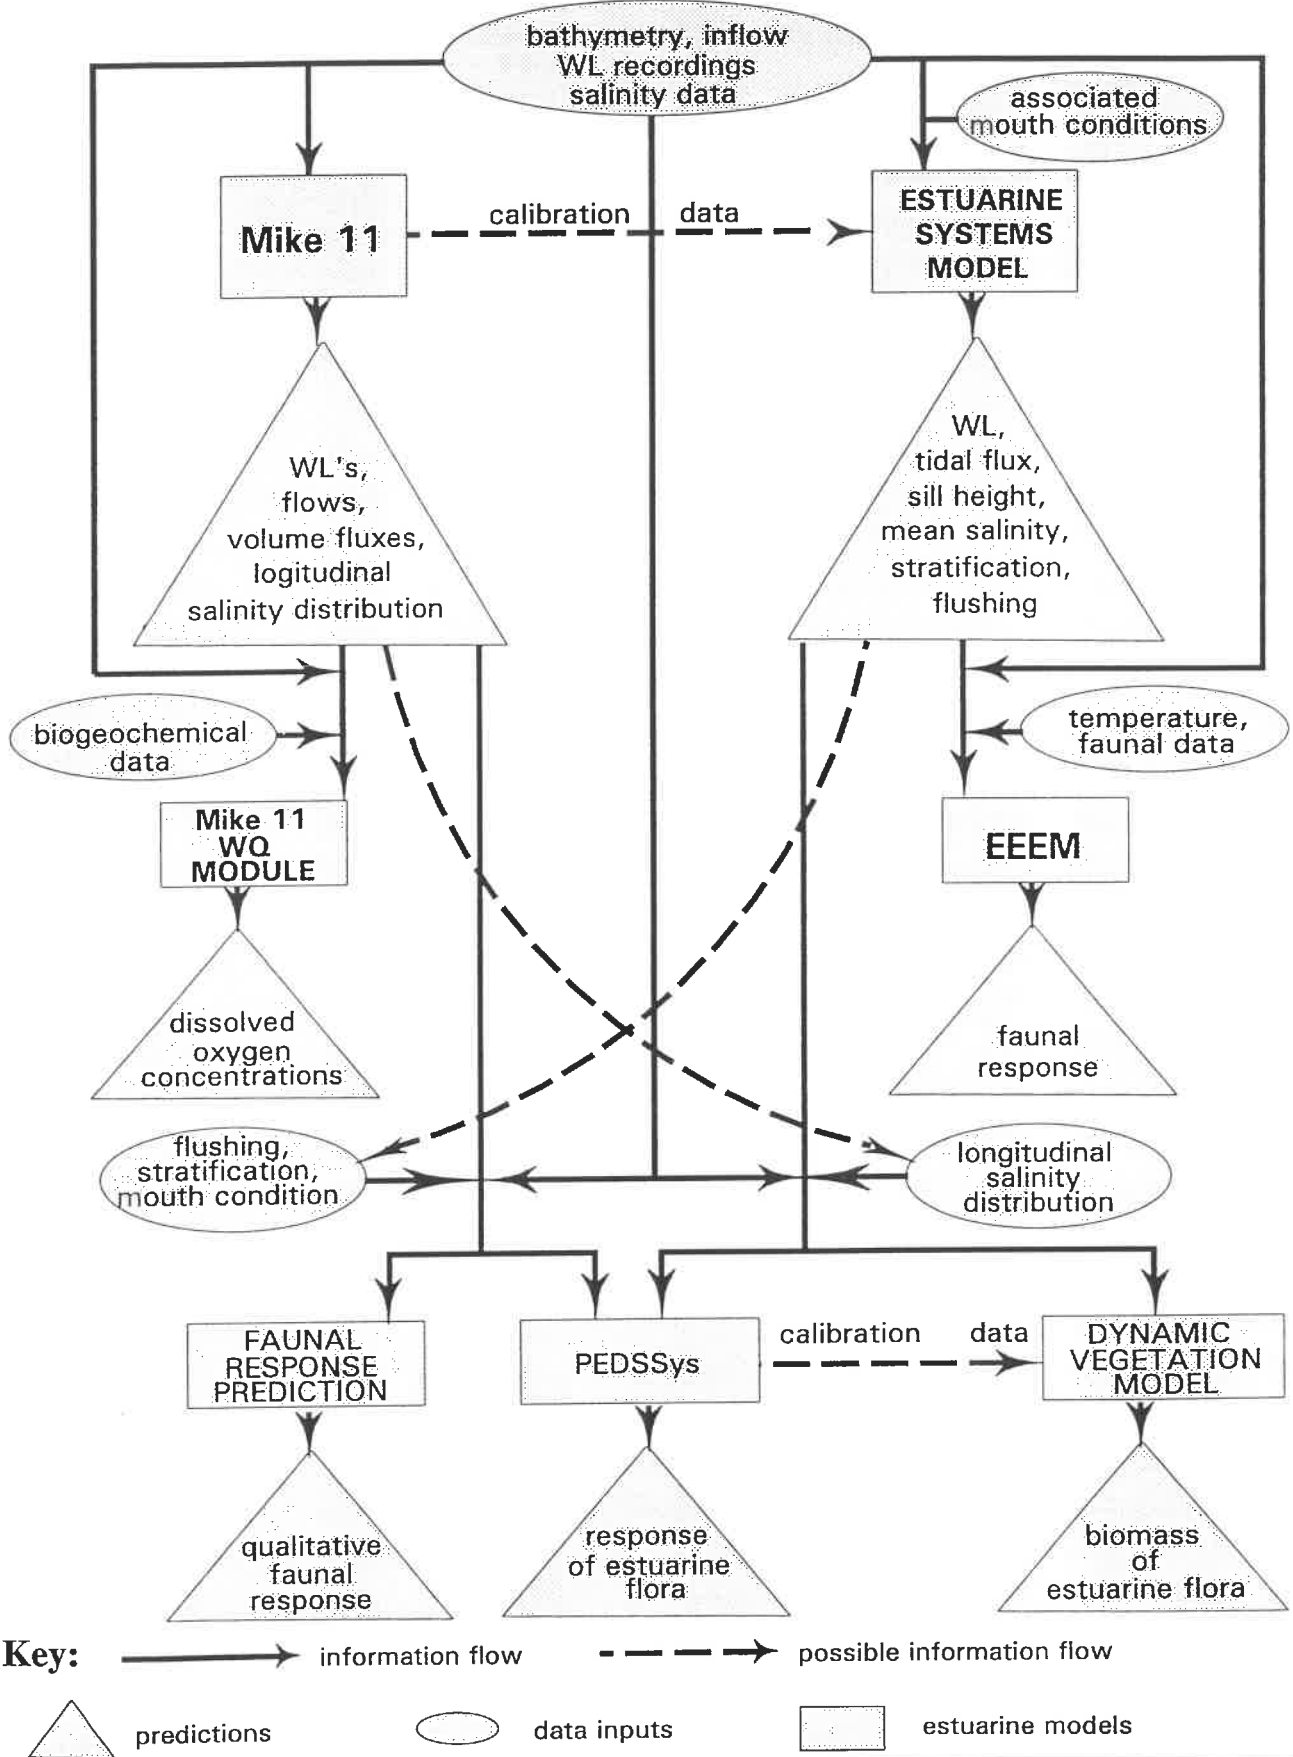 bathymetry, inflow
WL recordings
salinity data
associated
mouth conditions
Mike 11
calibration data
ESTUARINE
SYSTEMS
MODEL
WL's,
flows,
volume fluxes,
logitudinal
salinity distribution
WL,
tidal flux,
sill height,
mean salinity,
stratification,
flushing
biogeochemical
data
temperature,
faunal data
Mike 11
WQ
MODULE
EEEM
dissolved
oxygen
concentrations
faunal
response
flushing,
stratification,
mouth condition
longitudinal
salinity
distribution
FAUNAL
RESPONSE
PREDICTION
PEDSSys
calibration data
DYNAMIC
VEGETATION
MODEL
qualitative
faunal
response
response
of estuarine
flora
biomass
of
estuarine flora
Key:
information flow
possible information flow
predictions
data inputs
estuarine models